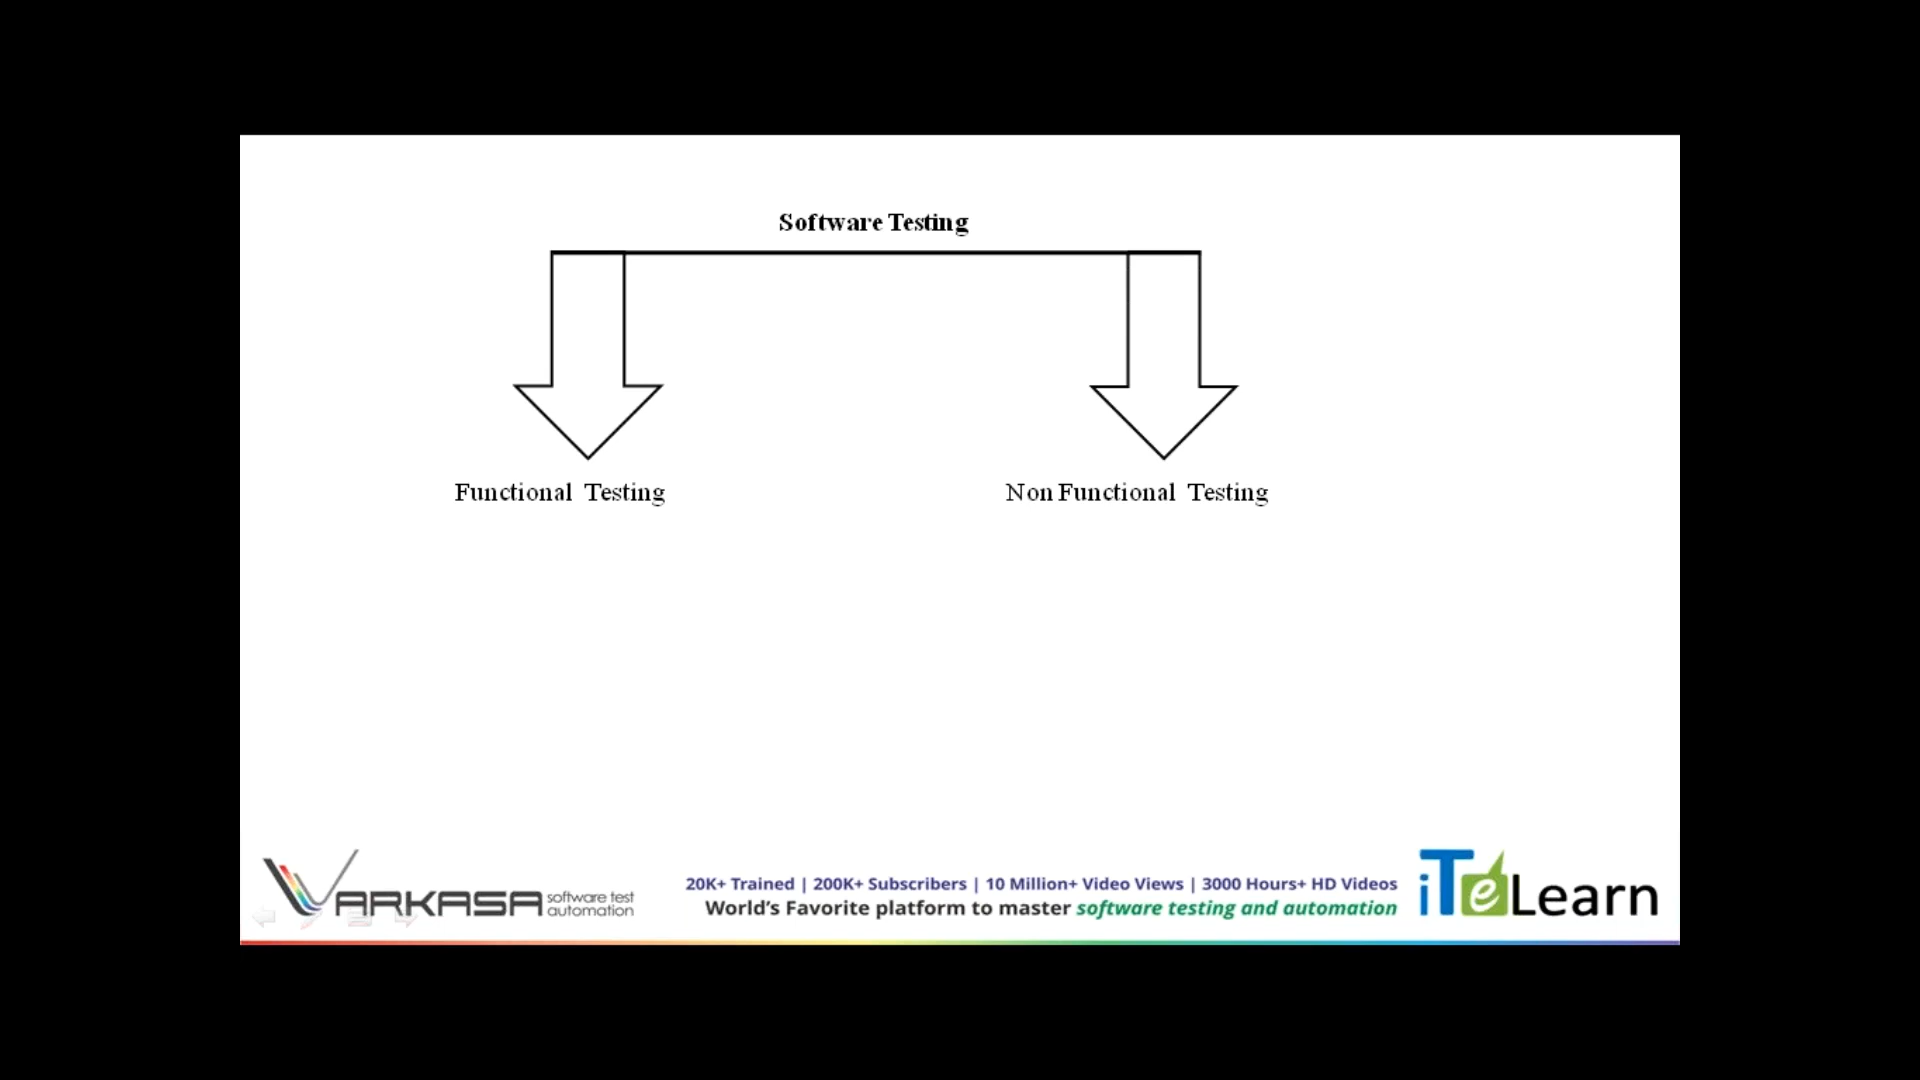 Software Testing
Functional Testing
Non Functional Testing
VARKASA software test automation
20K+ Trained | 200K+ Subscribers | 10 Million+ Video Views | 3000 Hours+ HD Videos
World's Favorite platform to master software testing and automation
iTeLearn